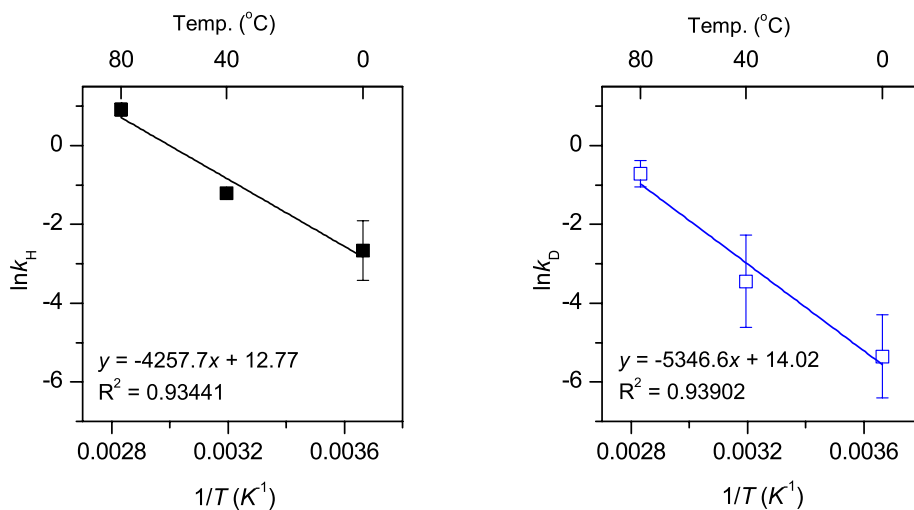 Temp. (°C)
80 40 0
0
-2
-4
-6
lnk_H
y = -4257.7x + 12.77
R² = 0.93441
0.0028 0.0032 0.0036
1/T (K⁻¹)
Temp. (°C)
80 40 0
0
-2
-4
-6
lnk_D
y = -5346.6x + 14.02
R² = 0.93902
0.0028 0.0032 0.0036
1/T (K⁻¹)